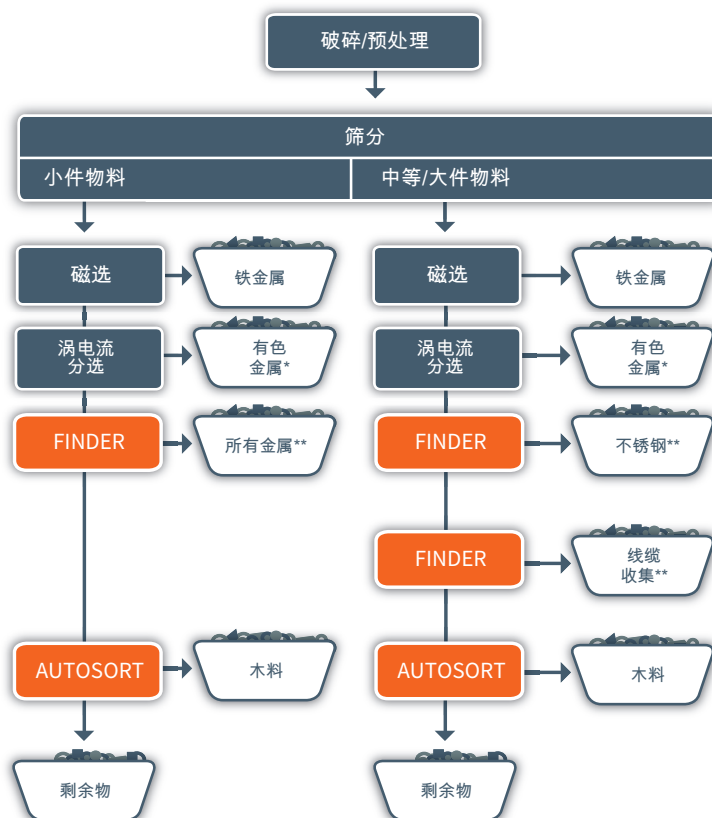 破碎/预处理
筛分
小件物料
中等/大件物料
磁选
铁金属
磁选
铁金属
涡电流
分选
有色
金属*
涡电流
分选
有色
金属*
FINDER
所有金属**
FINDER
不锈钢**
FINDER
线缆
收集**
AUTOSORT
木料
AUTOSORT
木料
剩余物
剩余物